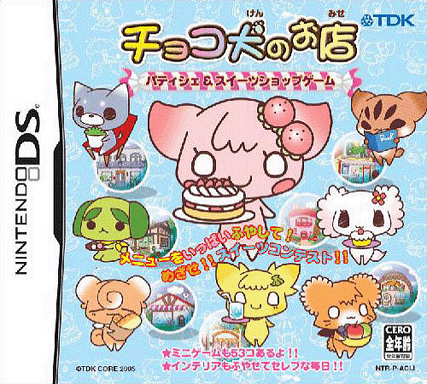 けん みせ
チョコ犬のお店
TDK
パティシエ&スイーツショップゲーム
NINTENDO DS
メニューをいっぱいふやして!
めざせ!!スイーツコンテスト!!
★ミニゲームも53コあるよ!!
★インテリアもふやせてセレブな毎日!!
©TDK CORE 2005
CERO
全年齢